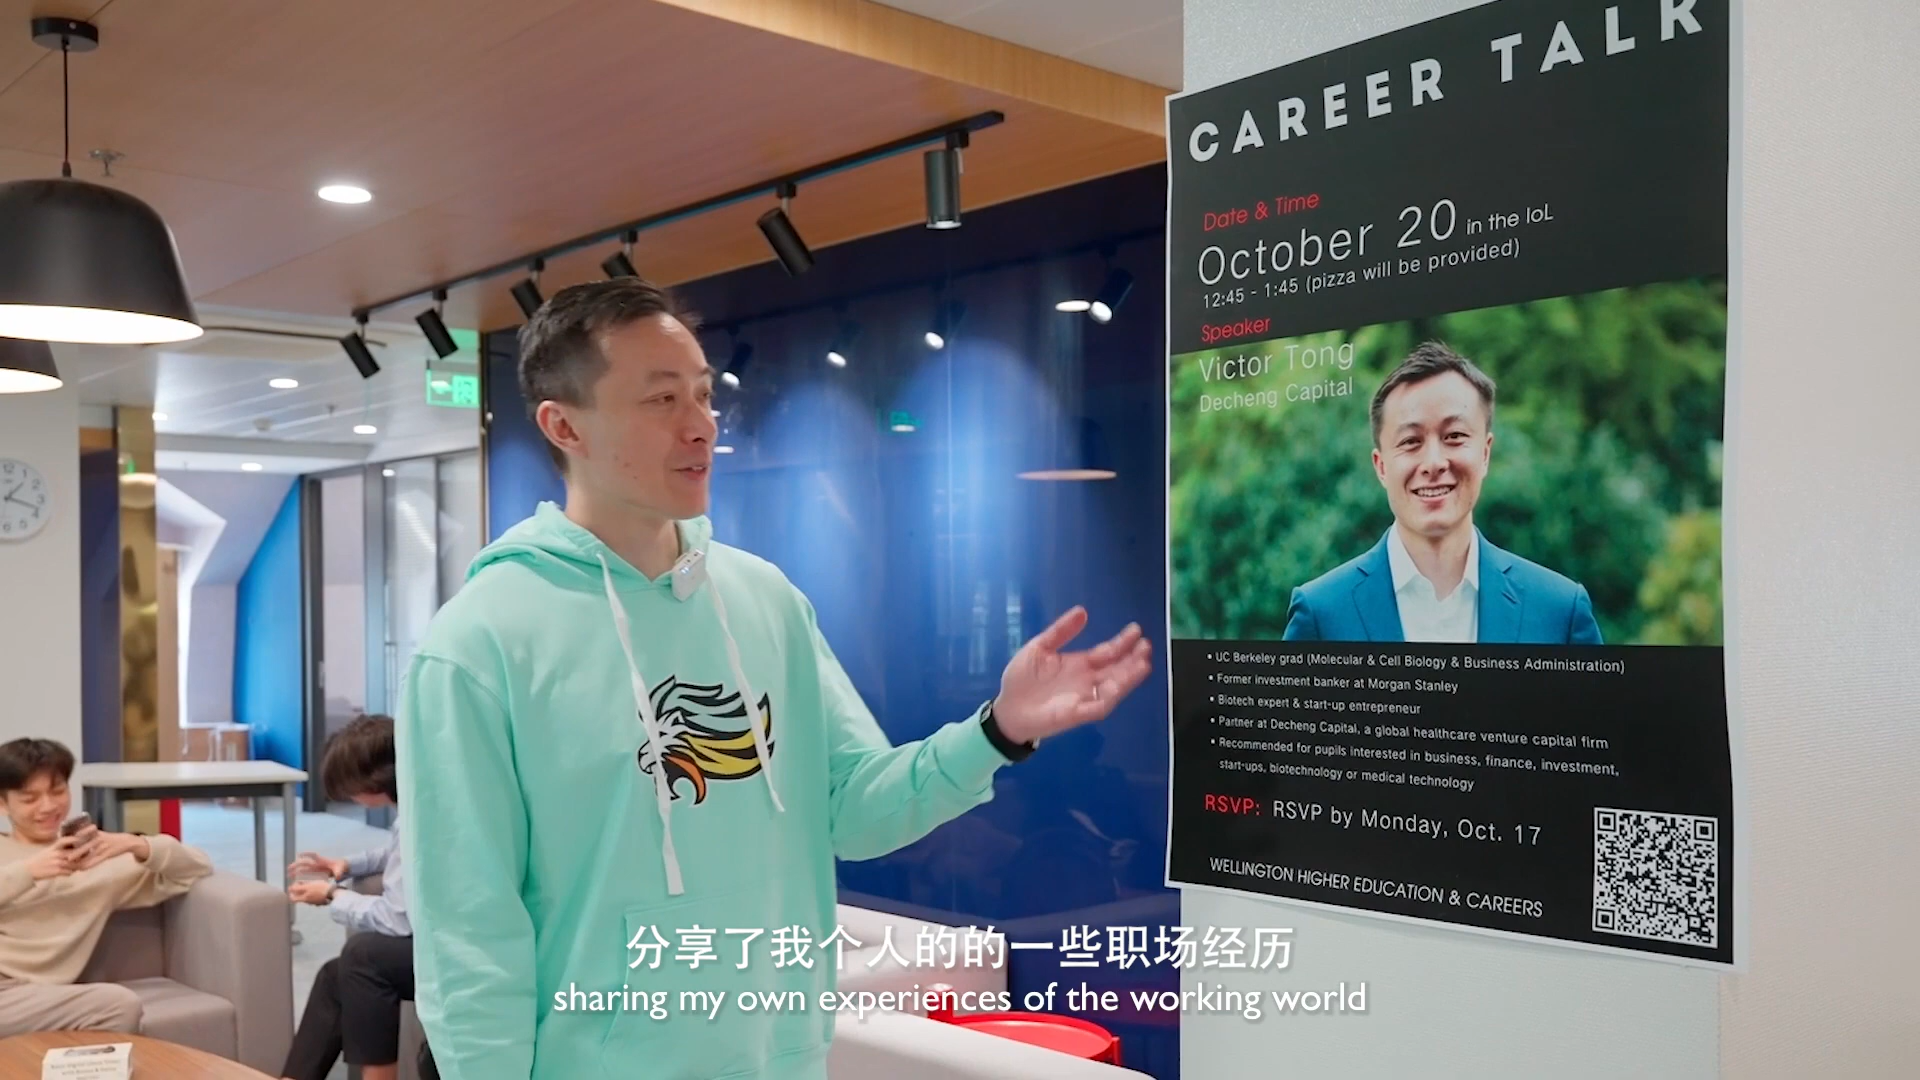 CAREER TALK
Date & Time
October 20 in the IoL
12:45 - 1:45 (pizza will be provided)
Speaker
Victor Tong
Decheng Capital
▪ UC Berkeley grad (Molecular & Cell Biology & Business Administration)
▪ Former investment banker at Morgan Stanley
▪ Biotech expert & start-up entrepreneur
▪ Partner at Decheng Capital, a global healthcare venture capital firm
▪ Recommended for pupils interested in business, finance, investment,
start-ups, biotechnology or medical technology
RSVP: RSVP by Monday, Oct. 17
WELLINGTON HIGHER EDUCATION & CAREERS
分享了我个人的的一些职场经历
sharing my own experiences of the working world